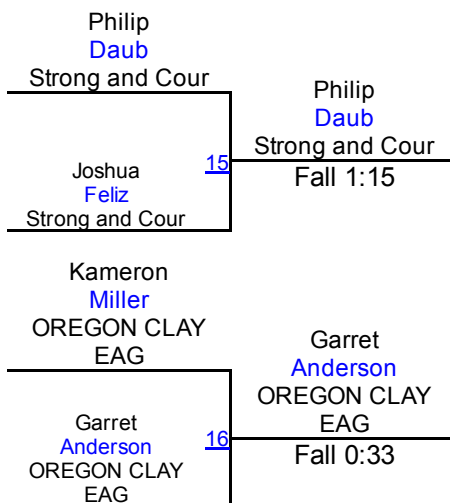 Philip
Daub
Strong and Cour
Philip
Daub
Strong and Cour
15
Fall 1:15
Joshua
Feliz
Strong and Cour
Kameron
Miller
OREGON CLAY
EAG
Garret
Anderson
OREGON CLAY
EAG
16
Fall 0:33
Garret
Anderson
OREGON CLAY
EAG